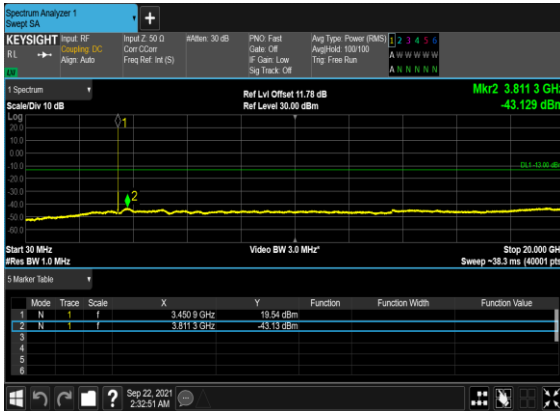 Spectrum Analyzer 1
Swept SA
+
KEYSIGHT Input: RF Input Z: 50 Ω #Atten: 30 dB PNO: Fast Avg Type: Power (RMS) 1 2 3 4 5 6
RL Coupling: DC Corr CCorr Gate: Off Avg|Hold: 100/100 A W W W W W
Align: Auto Freq Ref: Int (S) IF Gain: Low Trig: Free Run
Sig Track: Off A N N N N N
1 Spectrum Ref Lvl Offset 11.78 dB Mkr2 3.811 3 GHz
Scale/Div 10 dB Ref Level 30.00 dBm -43.129 dBm
Log
20.0
10.0
0.00
-10.0
-20.0
-30.0
-40.0
-50.0
-60.0
1
DL1 -13.00 dBm
2
Start 30 MHz Video BW 3.0 MHz* Stop 20.000 GHz
#Res BW 1.0 MHz Sweep ~38.3 ms (40001 pts)
5 Marker Table
Mode Trace Scale X Y Function Function Width Function Value
1 N 1 f 3.450 9 GHz 19.54 dBm
2 N 1 f 3.811 3 GHz -43.13 dBm
3
4
5
6
? Sep 22, 2021
2:32:51 AM